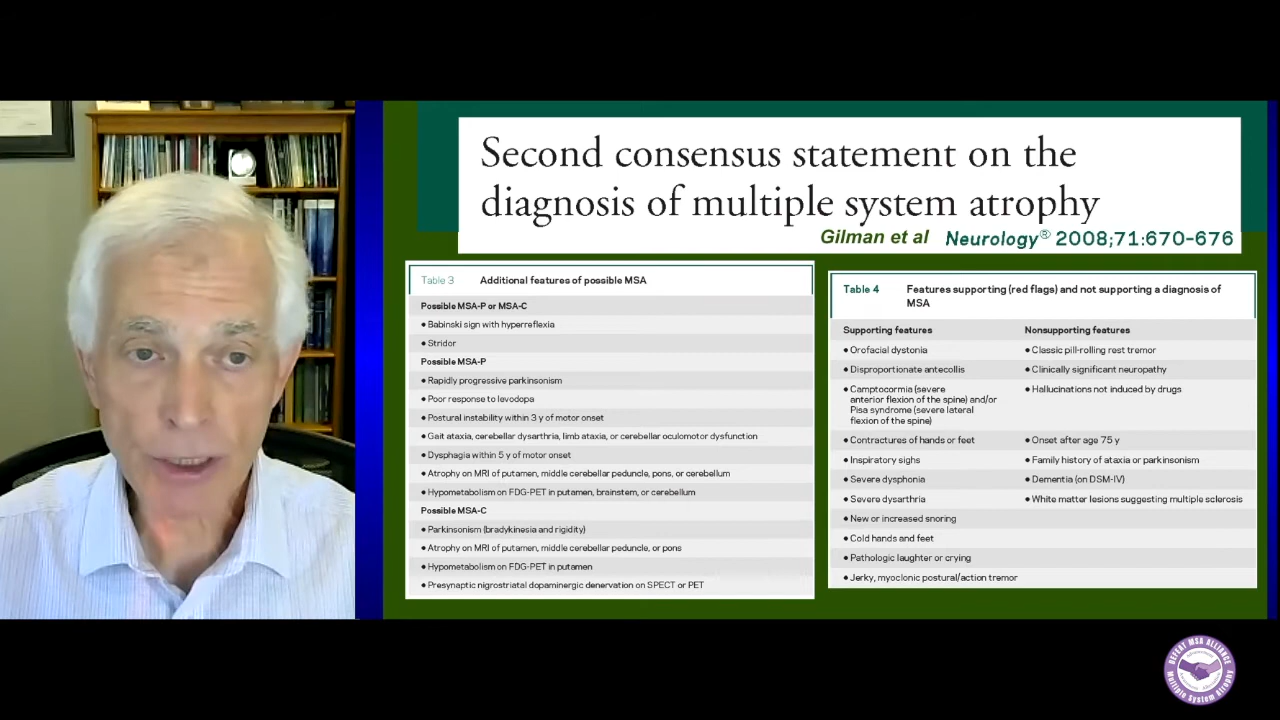 Second consensus statement on the
diagnosis of multiple system atrophy
Gilman et al Neurology® 2008;71:670–676
Table 3 Additional features of possible MSA
Possible MSA-P or MSA-C
● Babinski sign with hyperreflexia
● Stridor
Possible MSA-P
● Rapidly progressive parkinsonism
● Poor response to levodopa
● Postural instability within 3 y of motor onset
● Gait ataxia, cerebellar dysarthria, limb ataxia, or cerebellar oculomotor dysfunction
● Dysphagia within 5 y of motor onset
● Atrophy on MRI of putamen, middle cerebellar peduncle, pons, or cerebellum
● Hypometabolism on FDG-PET in putamen, brainstem, or cerebellum
Possible MSA-C
● Parkinsonism (bradykinesia and rigidity)
● Atrophy on MRI of putamen, middle cerebellar peduncle, or pons
● Hypometabolism on FDG-PET in putamen
● Presynaptic nigrostriatal dopaminergic denervation on SPECT or PET
Table 4 Features supporting (red flags) and not supporting a diagnosis of
MSA
Supporting features Nonsupporting features
● Orofacial dystonia ● Classic pill-rolling rest tremor
● Disproportionate antecollis ● Clinically significant neuropathy
● Camptocormia (severe ● Hallucinations not induced by drugs
anterior flexion of the spine) and/or
Pisa syndrome (severe lateral
flexion of the spine)
● Contractures of hands or feet ● Onset after age 75 y
● Inspiratory sighs ● Family history of ataxia or parkinsonism
● Severe dysphonia ● Dementia (on DSM-IV)
● Severe dysarthria ● White matter lesions suggesting multiple sclerosis
● New or increased snoring
● Cold hands and feet
● Pathologic laughter or crying
● Jerky, myoclonic postural/action tremor
DEFEAT MSA ALLIANCE
Multiple System Atrophy